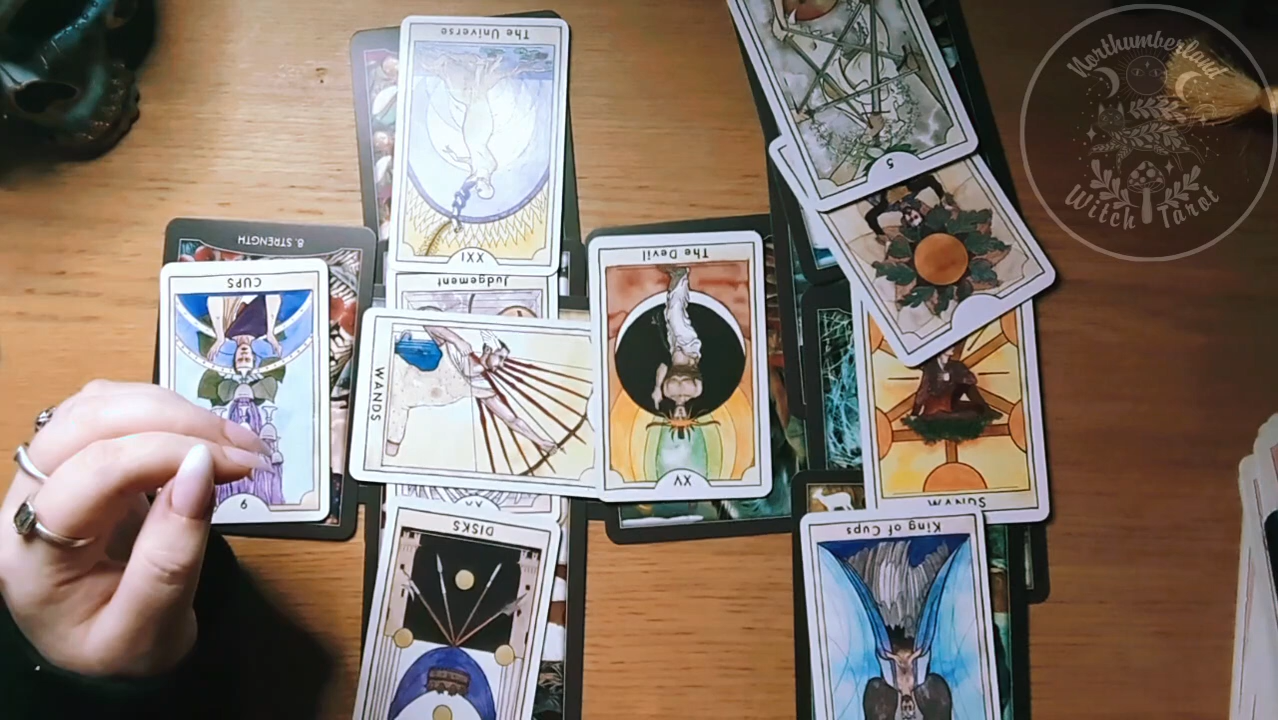 The Universe
XXI
8. STRENGTH
CUPS
Judgement
WANDS
The Devil
XV
DISKS
5
WANDS
King of Cups
Northumberland
Witch Tarot